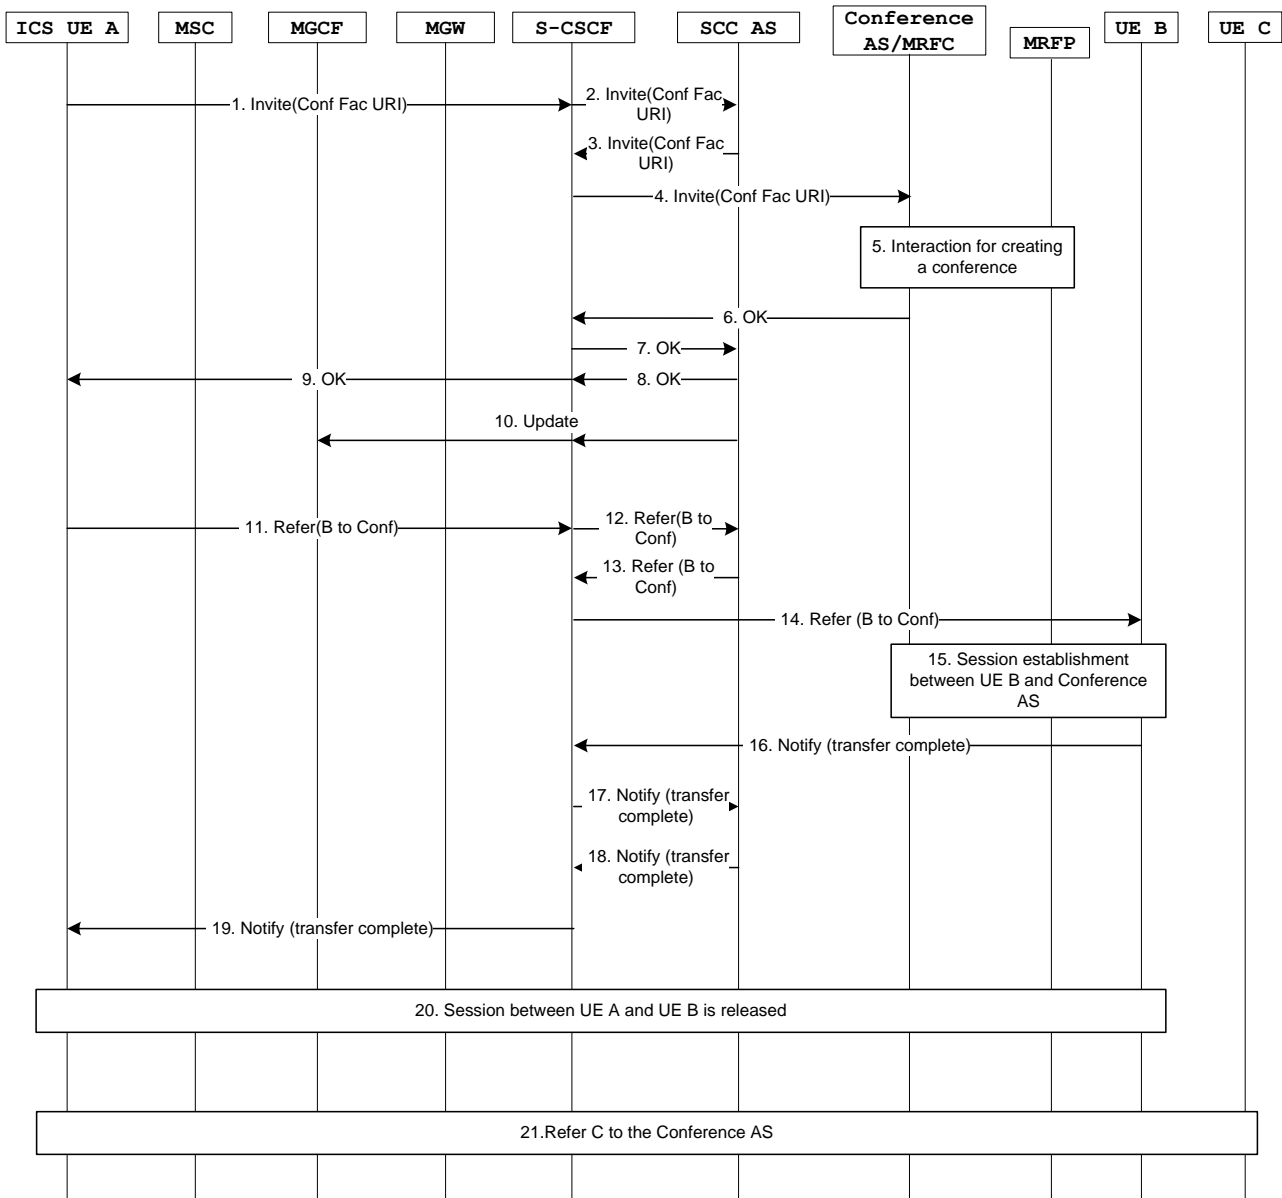 ICS UE A
MSC
MGCF
MGW
S-CSCF
SCC AS
Conference
AS/MRFC
MRFP
UE B
UE C
1. Invite(Conf Fac URI)
2. Invite(Conf Fac
URI)
3. Invite(Conf Fac
URI)
4. Invite(Conf Fac URI)
5. Interaction for creating
a conference
6. OK
7. OK
8. OK
9. OK
10. Update
11. Refer(B to Conf)
12. Refer(B to
Conf)
13. Refer (B to
Conf)
14. Refer (B to Conf)
15. Session establishment
between UE B and Conference
AS
16. Notify (transfer complete)
17. Notify (transfer
complete)
18. Notify (transfer
complete)
19. Notify (transfer complete)
20. Session between UE A and UE B is released
21.Refer C to the Conference AS